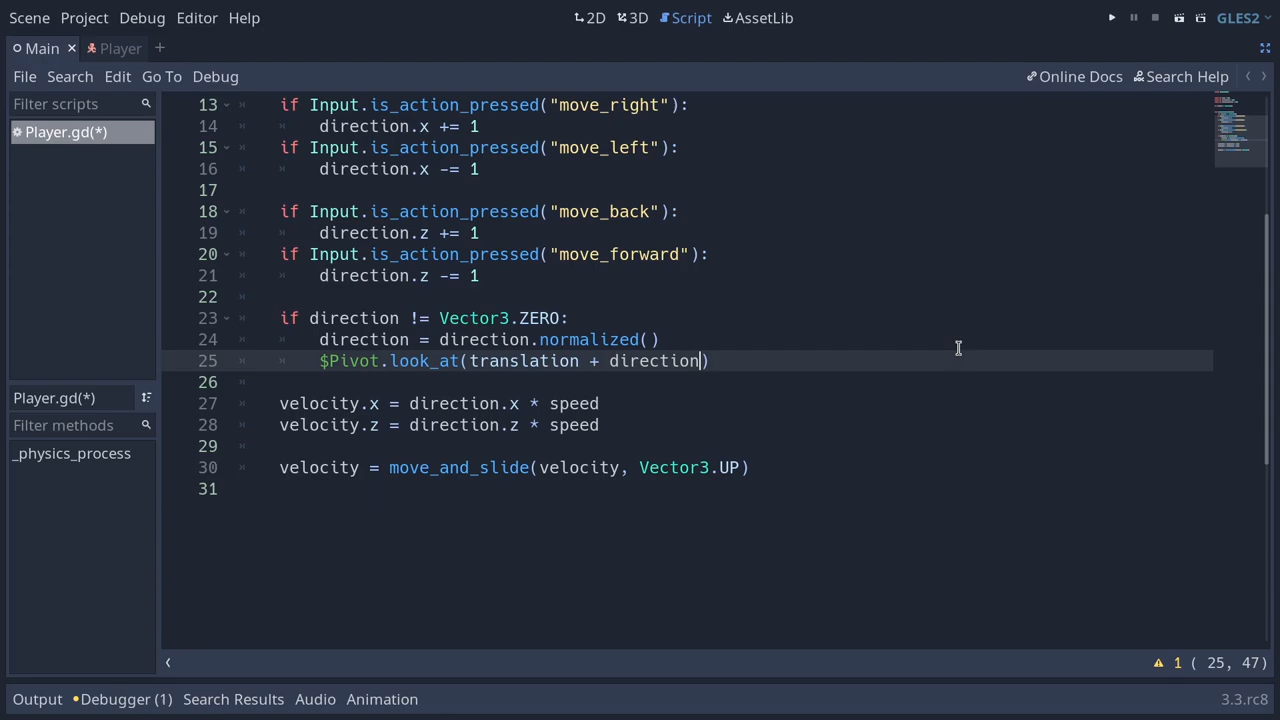 Scene Project Debug Editor Help 2D 3D Script AssetLib GLES2
Main Player
File Search Edit Go To Debug Online Docs Search Help
Filter scripts
Player.gd(*)
Player.gd(*)
Filter methods
_physics_process
13 if Input.is_action_pressed("move_right"):
14 direction.x += 1
15 if Input.is_action_pressed("move_left"):
16 direction.x -= 1
17
18 if Input.is_action_pressed("move_back"):
19 direction.z += 1
20 if Input.is_action_pressed("move_forward"):
21 direction.z -= 1
22
23 if direction != Vector3.ZERO:
24 direction = direction.normalized()
25 $Pivot.look_at(translation + direction)
26
27 velocity.x = direction.x * speed
28 velocity.z = direction.z * speed
29
30 velocity = move_and_slide(velocity, Vector3.UP)
31
1 ( 25, 47)
Output Debugger (1) Search Results Audio Animation 3.3.rc8